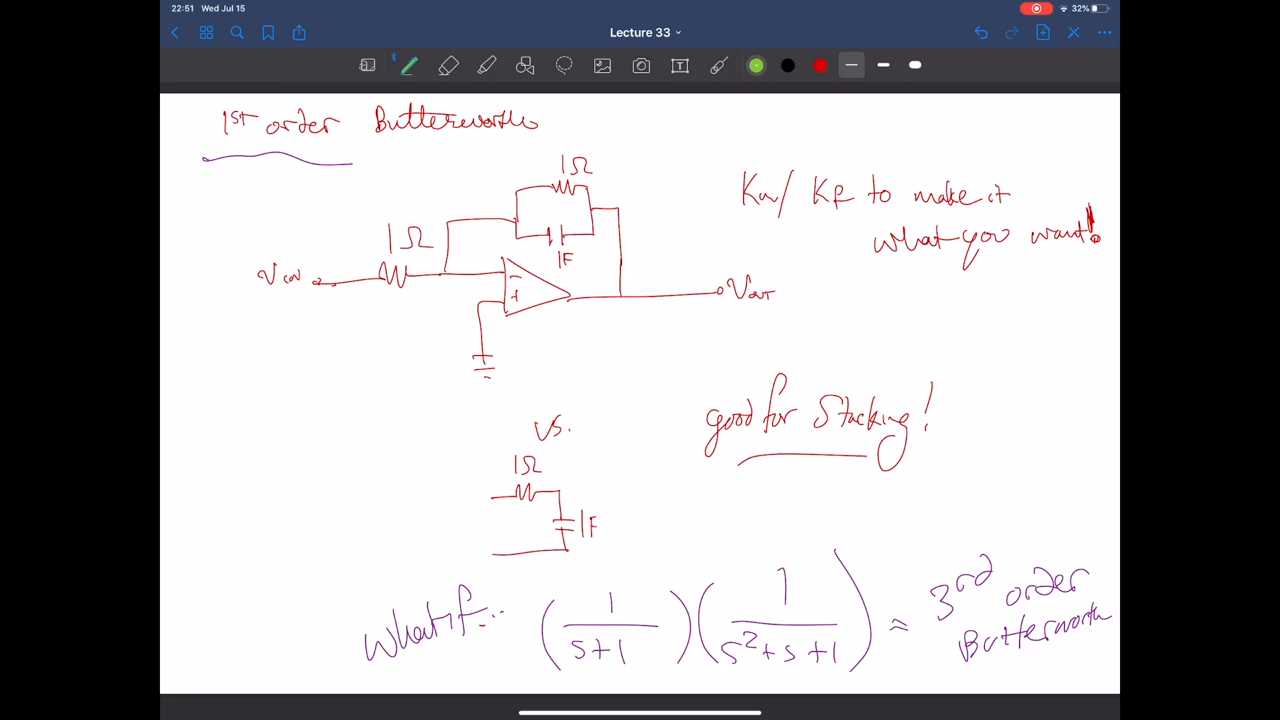 22:51 Wed Jul 15
32%
Lecture 33
1st order Butterworth
1Ω
1Ω
1F
Vin
Vout
Kw/ KF to make it
what you want!
good for Stacking!
vs.
1Ω
1F
What if... (1/(s+1)) (1/(s²+s+1)) ≈ 3rd order
Butterworth